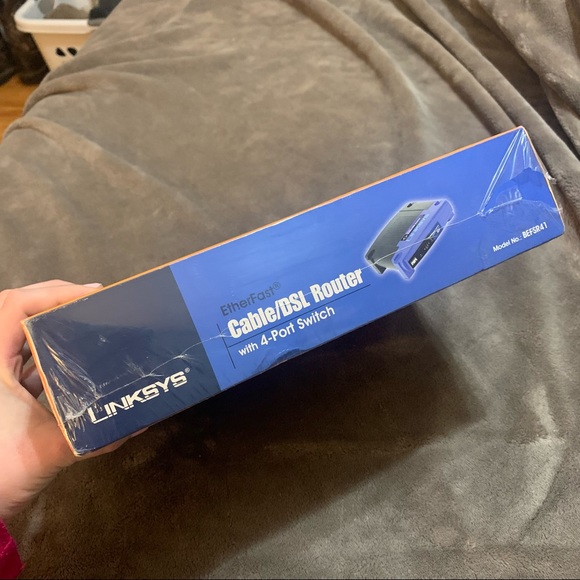 EtherFast®
Cable/DSL Router
with 4-Port Switch
LINKSYS®
Model No.: BEFSR41